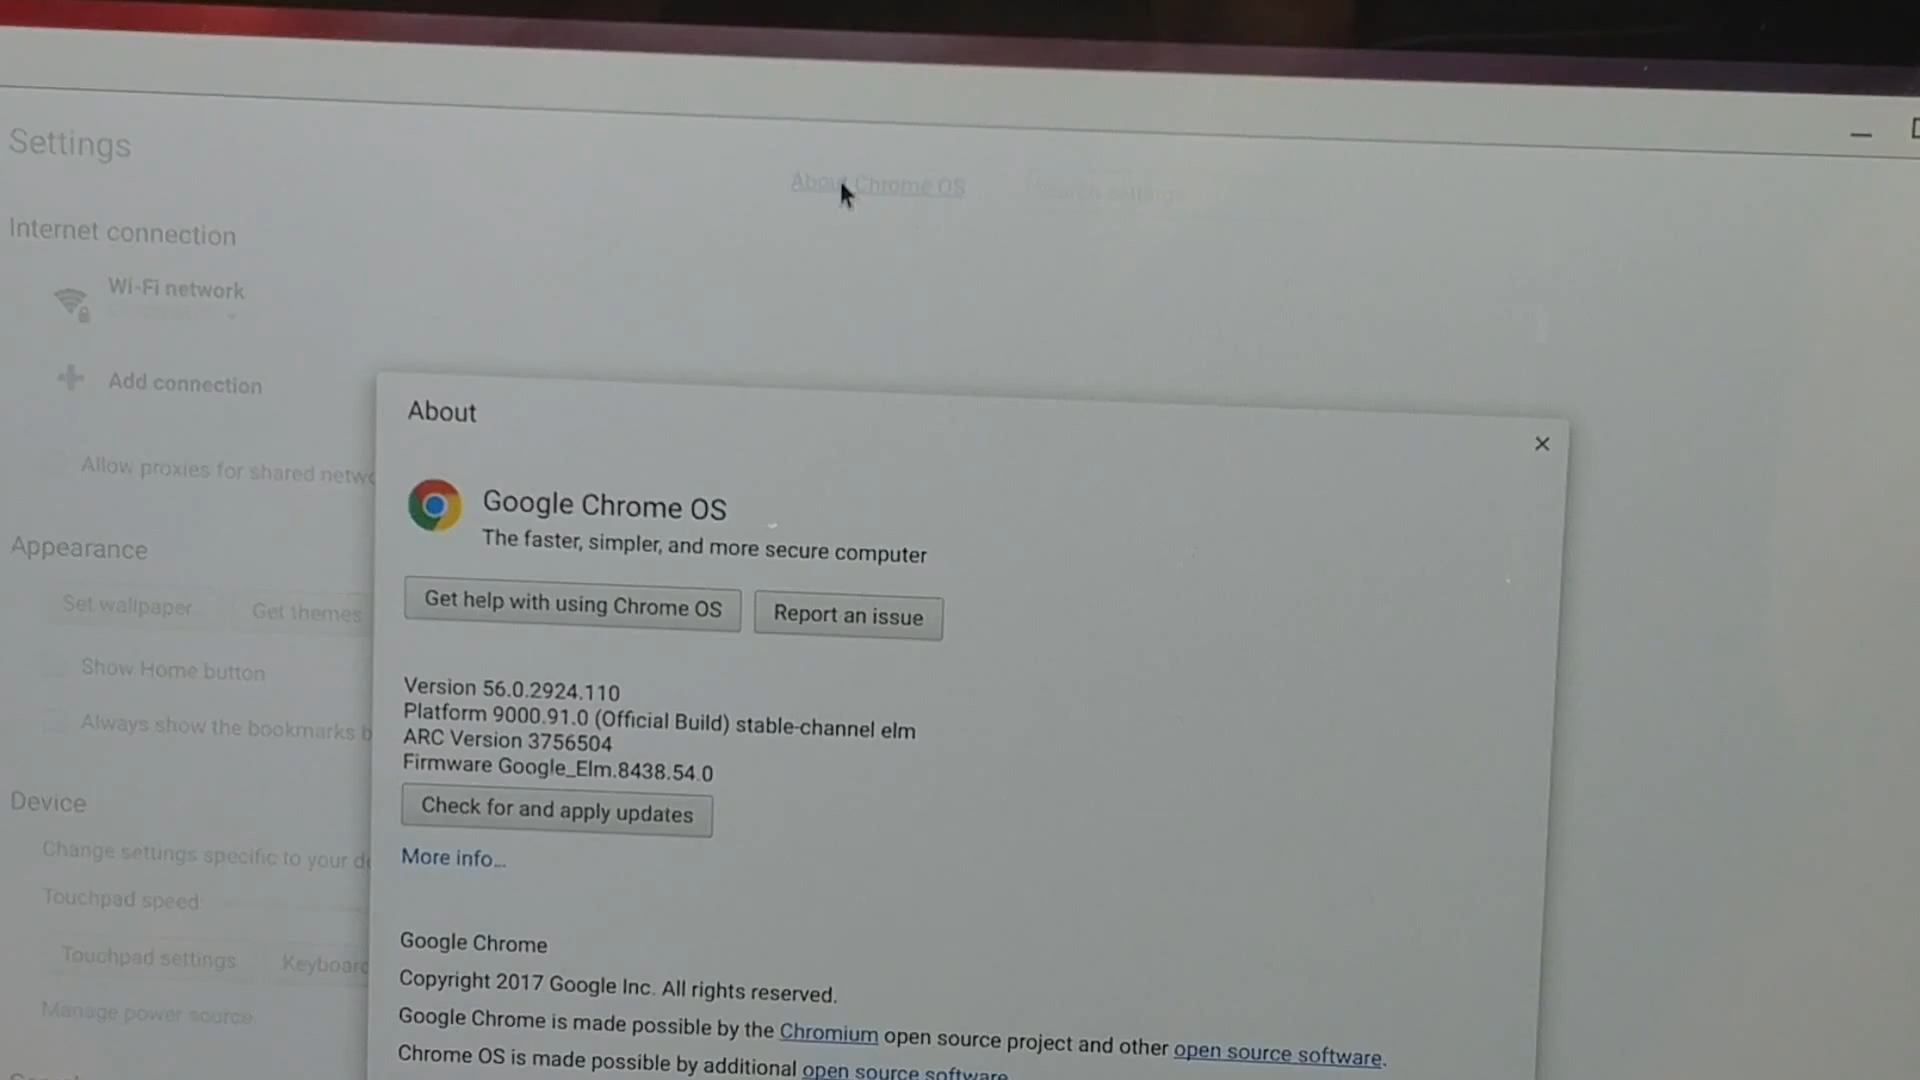 Settings
About Chrome OS
Search settings
Internet connection
Wi-Fi network
Add connection
Allow proxies for shared netwo
Appearance
Set wallpaper...
Get themes
Show Home button
Always show the bookmarks b
Device
Change settings specific to your de
Touchpad speed:
Touchpad settings
Keyboard
Manage power source
About
Google Chrome OS
The faster, simpler, and more secure computer
Get help with using Chrome OS
Report an issue
Version 56.0.2924.110
Platform 9000.91.0 (Official Build) stable-channel elm
ARC Version 3756504
Firmware Google_Elm.8438.54.0
Check for and apply updates
More info...
Google Chrome
Copyright 2017 Google Inc. All rights reserved.
Google Chrome is made possible by the Chromium open source project and other open source software.
Chrome OS is made possible by additional open source software